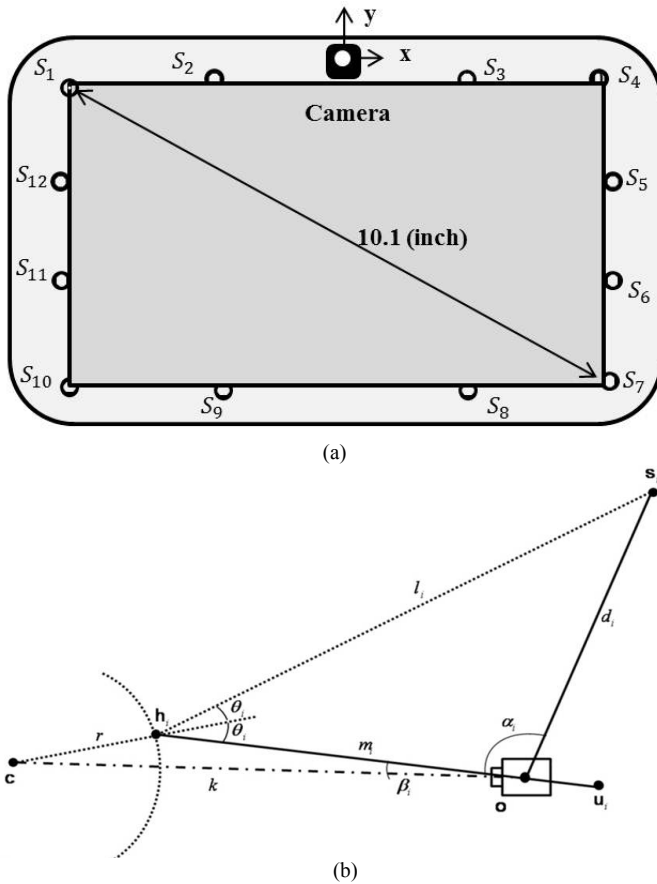 y
x
S₁
S₂
S₃
S₄
Camera
S₁₂
S₅
10.1 (inch)
S₁₁
S₆
S₁₀
S₇
S₉
S₈
(a)
lᵢ
dᵢ
hᵢ
θᵢ
θᵢ
αᵢ
r
mᵢ
c
k
βᵢ
o
uᵢ
(b)